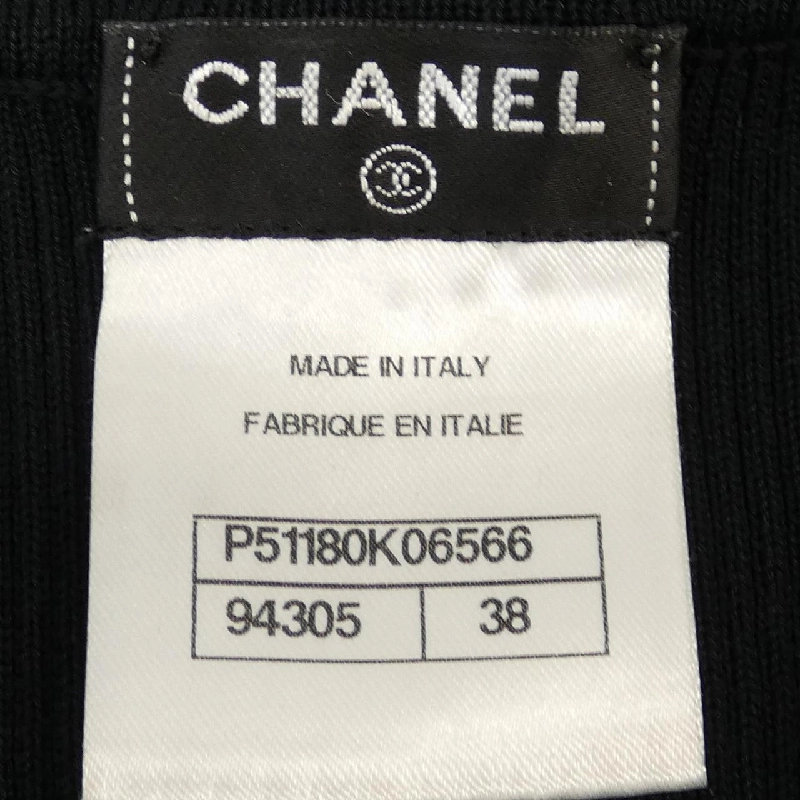 CHANEL
MADE IN ITALY
FABRIQUE EN ITALIE
P51180K06566
94305 38